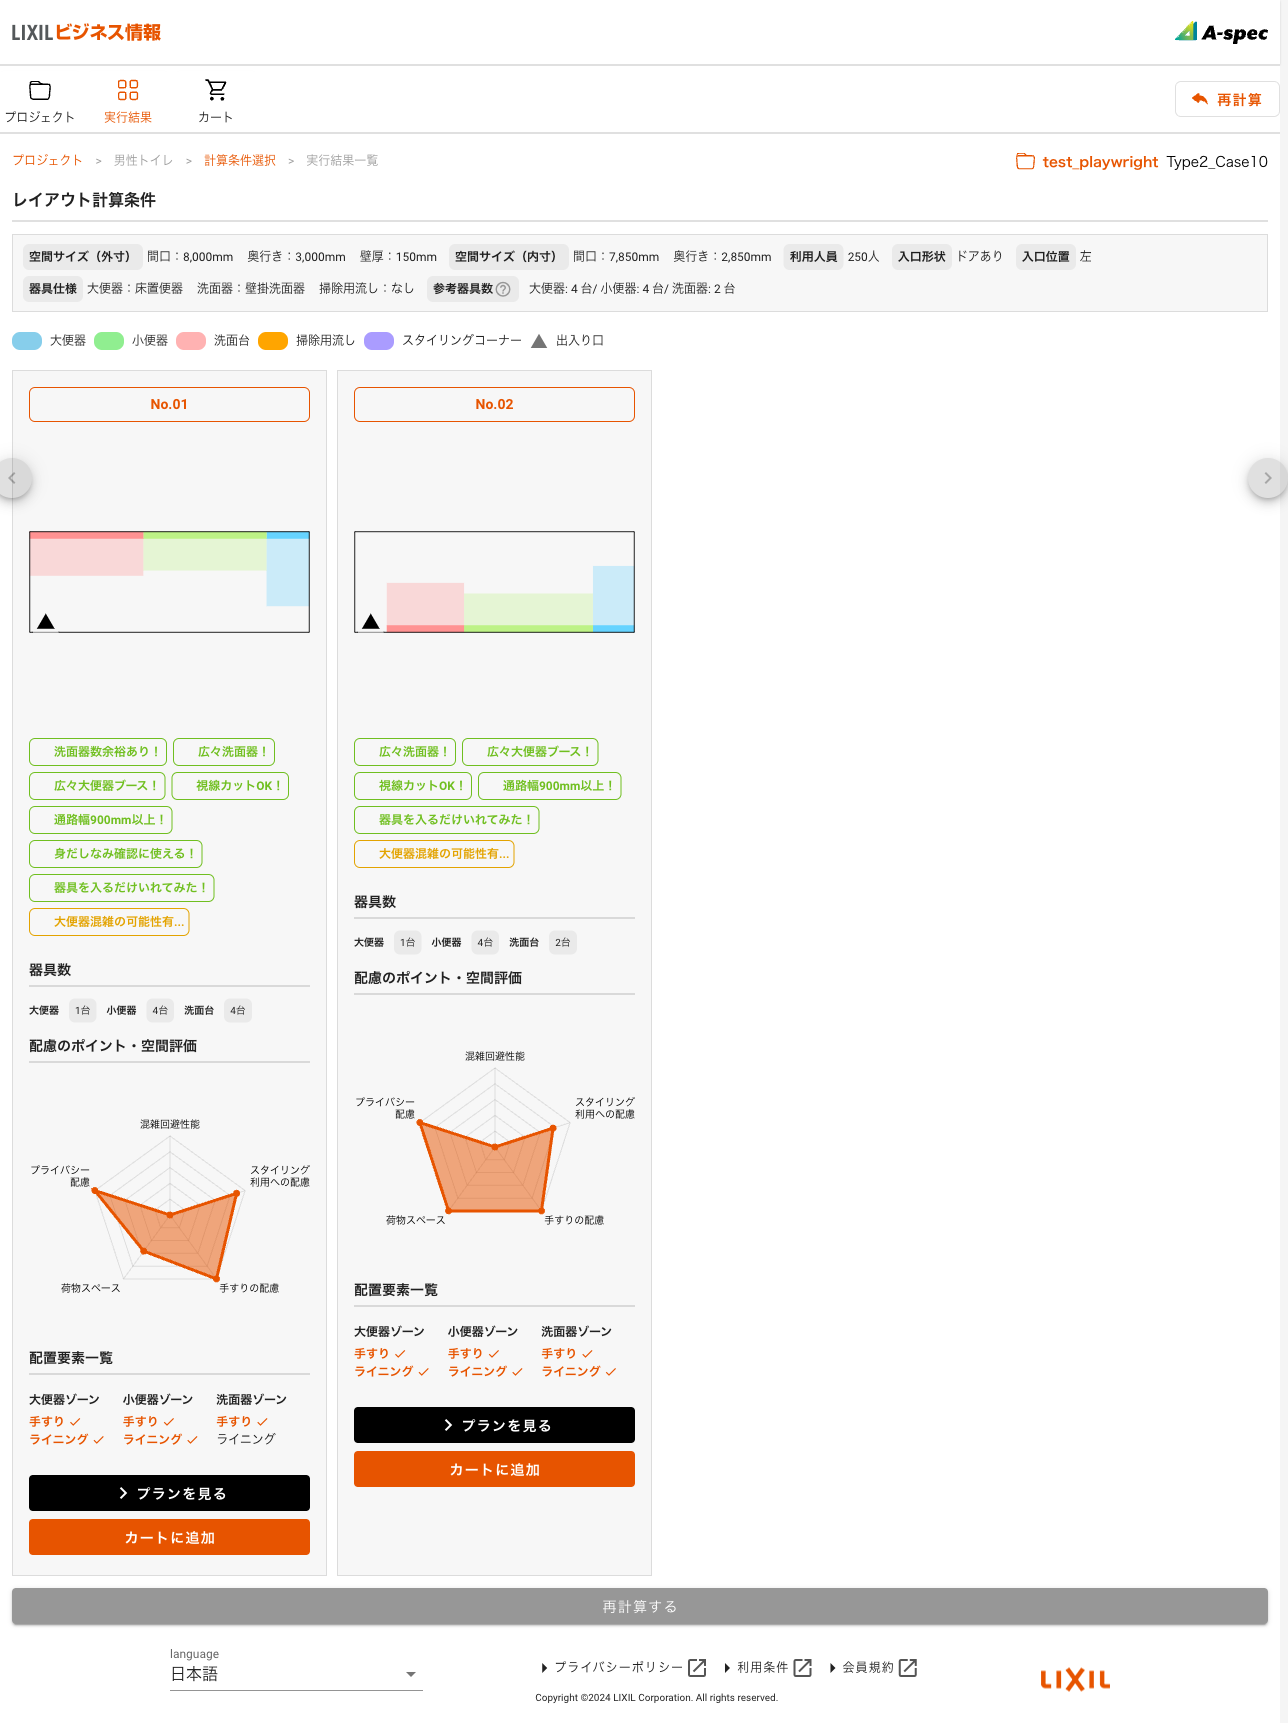 LIXILビジネス情報
A-spec
プロジェクト
実行結果
カート
再計算
プロジェクト > 男性トイレ > 計算条件選択 > 実行結果一覧
test_playwright Type2_Case10
レイアウト計算条件
空間サイズ（外寸） 間口：8,000mm 奥行き：3,000mm 壁厚：150mm 空間サイズ（内寸） 間口：7,850mm 奥行き：2,850mm 利用人員 250人 入口形状 ドアあり 入口位置 左
器具仕様 大便器：床置便器 洗面器：壁掛洗面器 掃除用流し：なし 参考器具数 ? 大便器: 4 台/ 小便器: 4 台/ 洗面器: 2 台
大便器 小便器 洗面台 掃除用流し スタイリングコーナー 出入り口
No.01
洗面器数余裕あり！ 広々洗面器！
広々大便器ブース！ 視線カットOK！
通路幅900mm以上！
身だしなみ確認に使える！
器具を入るだけいれてみた！
大便器混雑の可能性有...
器具数
大便器 1台 小便器 4台 洗面台 4台
配慮のポイント・空間評価
混雑回避性能
プライバシー
配慮
スタイリング
利用への配慮
荷物スペース
手すりの配慮
配置要素一覧
大便器ゾーン 小便器ゾーン 洗面器ゾーン
手すり 手すり 手すり
ライニング ライニング ライニング
プランを見る
カートに追加
No.02
広々洗面器！ 広々大便器ブース！
視線カットOK！ 通路幅900mm以上！
器具を入るだけいれてみた！
大便器混雑の可能性有...
器具数
大便器 1台 小便器 4台 洗面台 2台
配慮のポイント・空間評価
混雑回避性能
プライバシー
配慮
スタイリング
利用への配慮
荷物スペース
手すりの配慮
配置要素一覧
大便器ゾーン 小便器ゾーン 洗面器ゾーン
手すり 手すり 手すり
ライニング ライニング ライニング
プランを見る
カートに追加
再計算する
language
日本語
プライバシーポリシー 利用条件 会員規約
Copyright ©2024 LIXIL Corporation. All rights reserved.
LIXIL